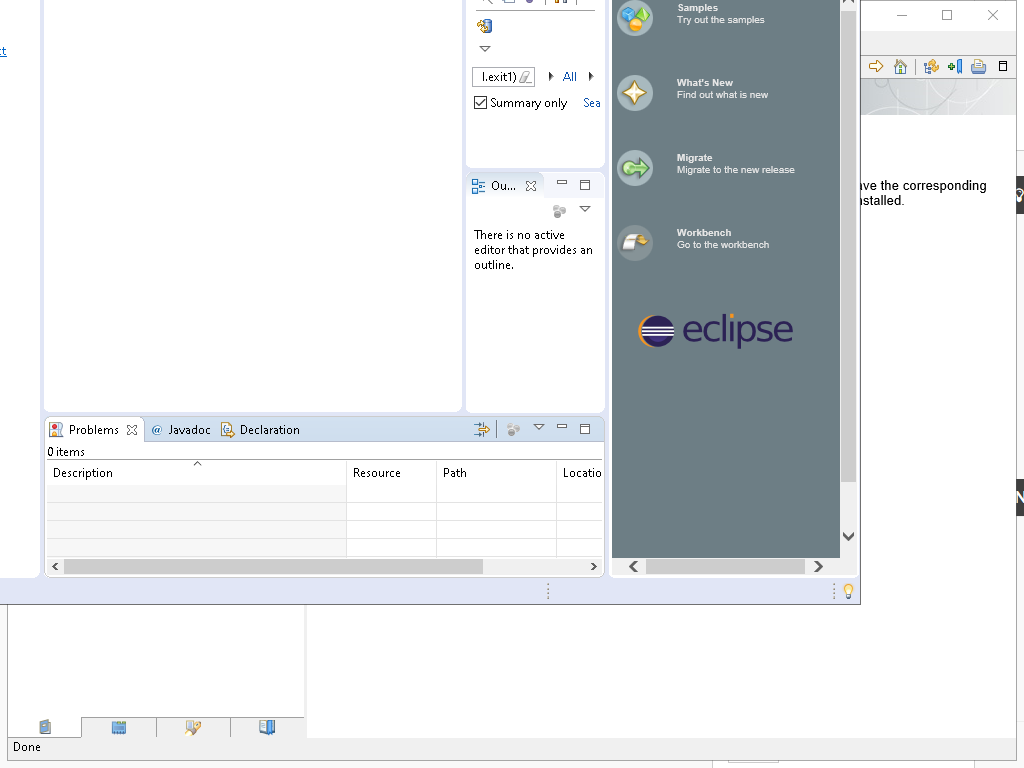 Samples
Try out the samples
What's New
Find out what is new
Migrate
Migrate to the new release
Workbench
Go to the workbench
eclipse
l.exit1)
All
Summary only
Sea
Ou...
There is no active
editor that provides an
outline.
ave the corresponding
stalled.
Problems
@ Javadoc
Declaration
0 items
Description
Resource
Path
Locatio
Done